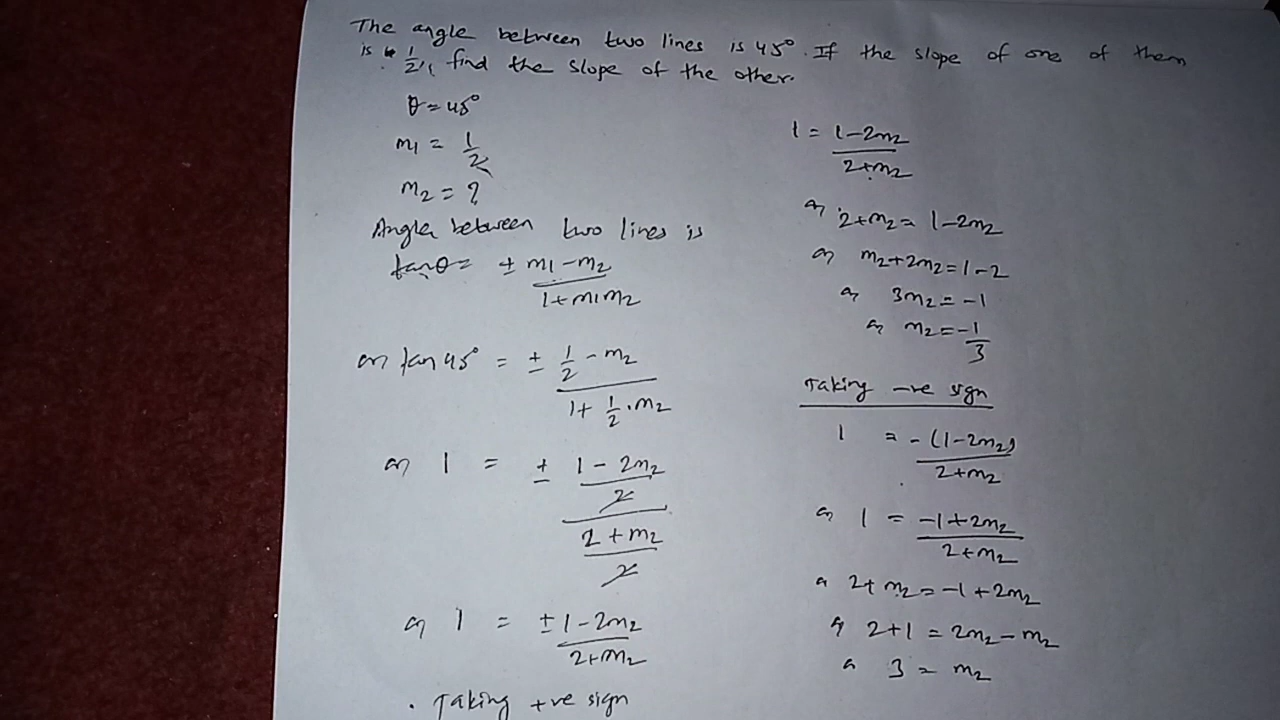 The angle between two lines is 45°. If the slope of one of them
is 1/2, find the slope of the other.
θ = 45°
m1 = 1/2
m2 = ?
Angle between two lines is
tanθ = ± m1 - m2 / 1 + m1m2
or tan 45° = ± 1/2 - m2 / 1 + 1/2 . m2
or 1 = ± 1 - 2m2 / 2 / 2 + m2 / 2
or 1 = ± 1 - 2m2 / 2 + m2
. Taking +ve sign
1 = 1 - 2m2 / 2 + m2
or 2 + m2 = 1 - 2m2
or m2 + 2m2 = 1 - 2
or 3m2 = -1
or m2 = -1/3
Taking -ve sign
1 = -(1 - 2m2) / 2 + m2
or 1 = -1 + 2m2 / 2 + m2
or 2 + m2 = -1 + 2m2
or 2 + 1 = 2m2 - m2
or 3 = m2